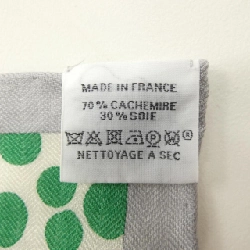 MADE IN FRANCE
70% CACHEMIRE
30% SOIE
NETTOYAGE A SEC